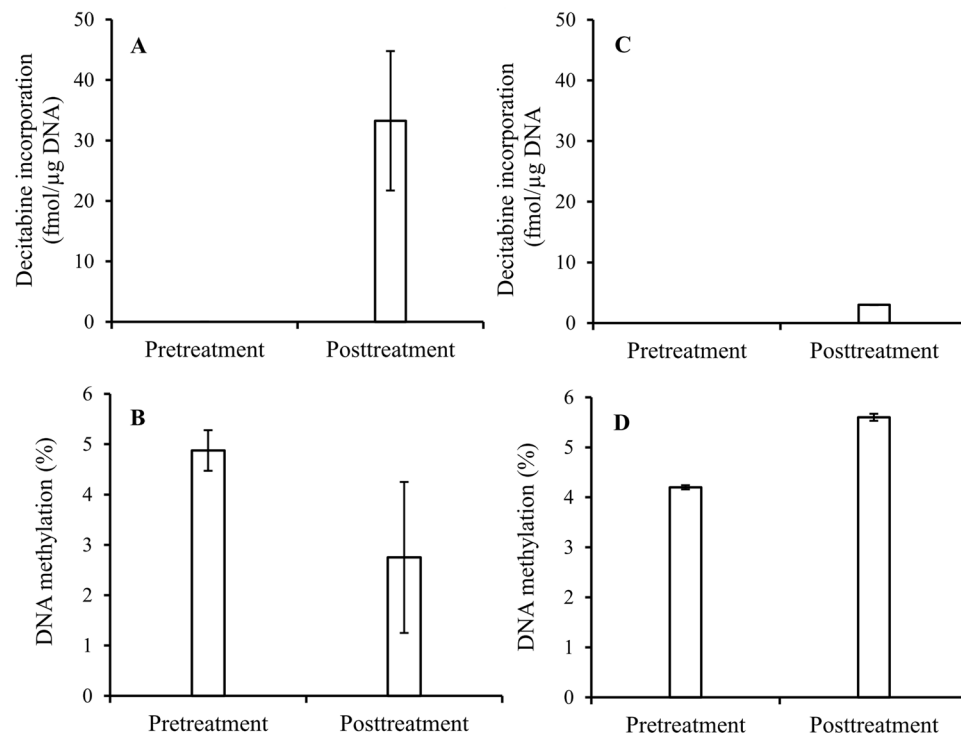 A
Decitabine incorporation
(fmol/µg DNA)
50
40
30
20
10
0
Pretreatment Posttreatment
C
Decitabine incorporation
(fmol/µg DNA
50
40
30
20
10
0
Pretreatment Posttreatment
B
DNA methylation (%)
6
5
4
3
2
1
0
Pretreatment Posttreatment
D
DNA methylation (%)
6
5
4
3
2
1
0
Pretreatment Posttreatment